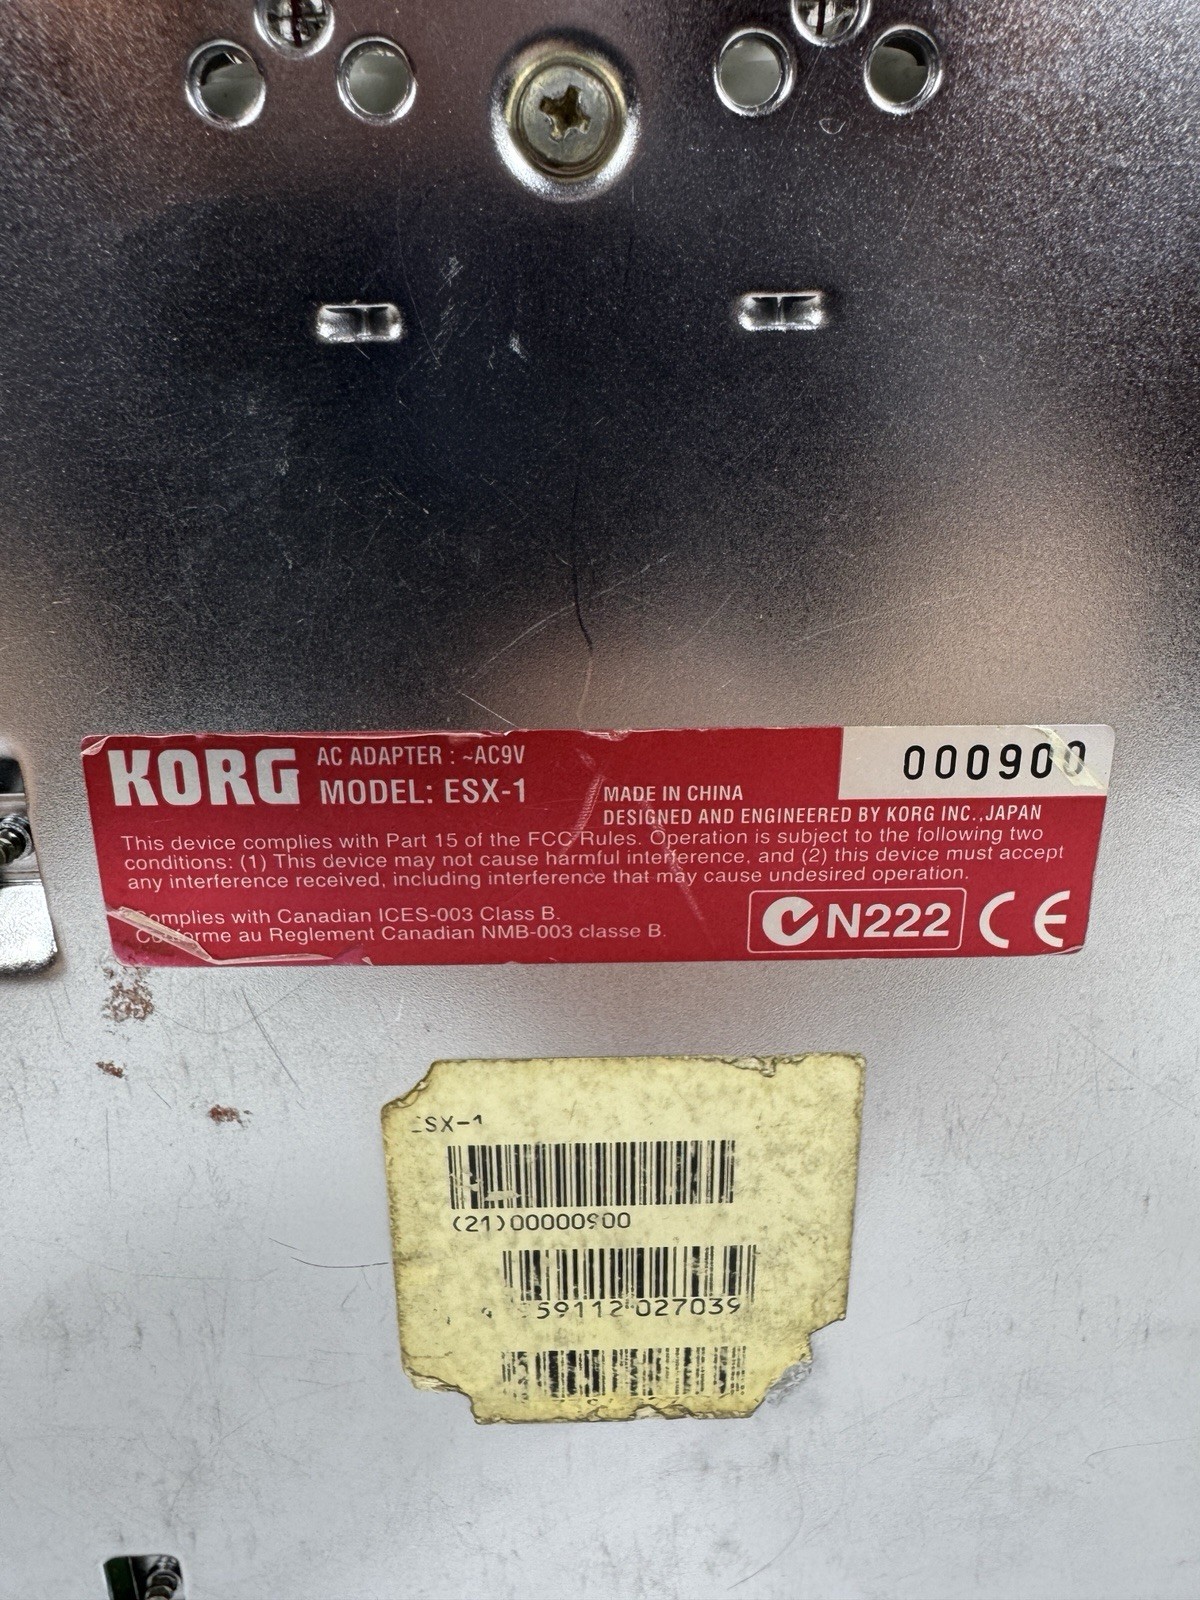 KORG
AC ADAPTER : ~AC9V
MODEL: ESX-1
000900
MADE IN CHINA
DESIGNED AND ENGINEERED BY KORG INC.,JAPAN
This device complies with Part 15 of the FCC Rules. Operation is subject to the following two
conditions: (1) This device may not cause harmful interference, and (2) this device must accept
any interference received, including interference that may cause undesired operation.
Complies with Canadian ICES-003 Class B.
Conforme au Reglement Canadian NMB-003 classe B.
N222 CE
ESX-1
(21)00000900
59112 027039